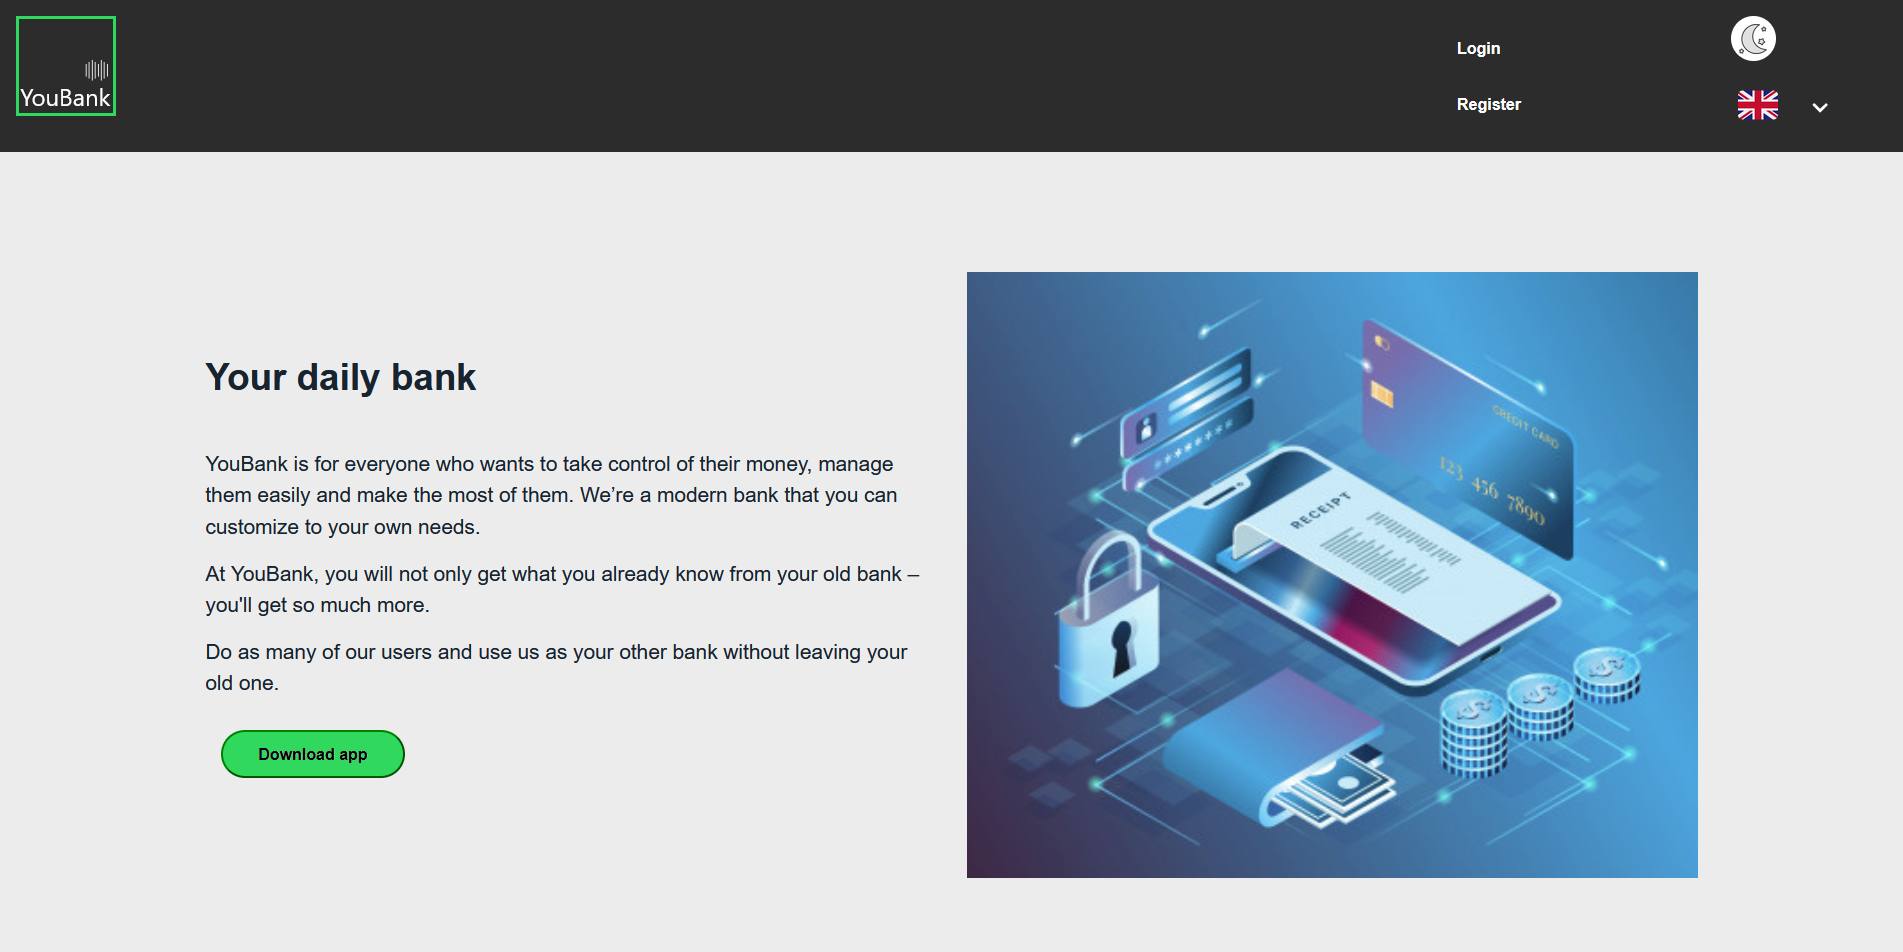 YouBank
Login
Register
Your daily bank
YouBank is for everyone who wants to take control of their money, manage
them easily and make the most of them. We’re a modern bank that you can
customize to your own needs.
At YouBank, you will not only get what you already know from your old bank –
you'll get so much more.
Do as many of our users and use us as your other bank without leaving your
old one.
Download app
CREDIT CARD
123 456 7890
*******
RECEIPT
$ $ $